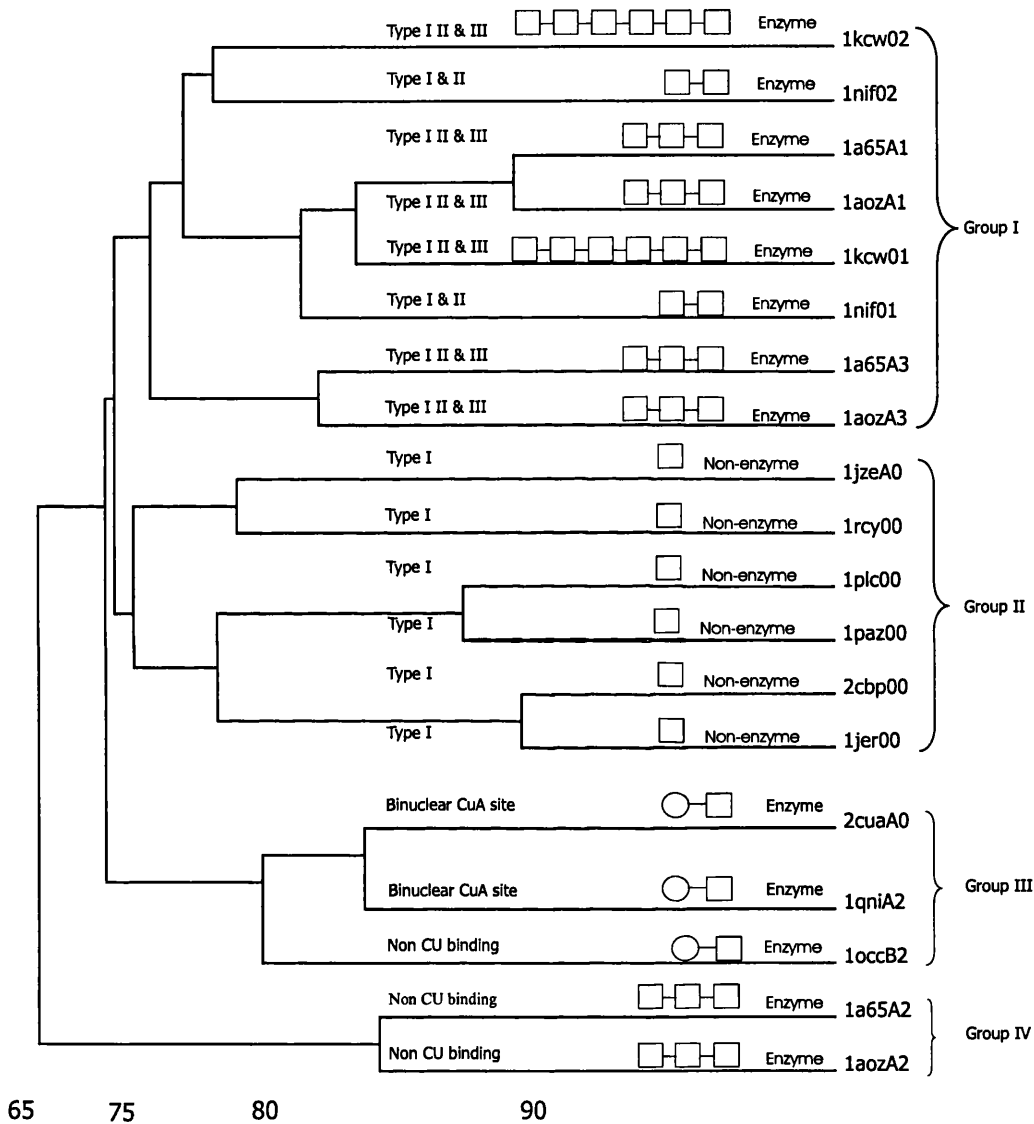 Type I II & III Enzyme 1kcw02
Type I & II Enzyme 1nif02
Type I II & III Enzyme 1a65A1
Type I II & III Enzyme 1aozA1
Type I II & III Enzyme 1kcw01
Type I & II Enzyme 1nif01
Type I II & III Enzyme 1a65A3
Type I II & III Enzyme 1aozA3
Group I
Type I Non-enzyme 1jzeA0
Type I Non-enzyme 1rcy00
Type I Non-enzyme 1plc00
Type I Non-enzyme 1paz00
Type I Non-enzyme 2cbp00
Type I Non-enzyme 1jer00
Group II
Binuclear CuA site Enzyme 2cuaA0
Binuclear CuA site Enzyme 1qniA2
Non CU binding Enzyme 1occB2
Group III
Non CU binding Enzyme 1a65A2
Non CU binding Enzyme 1aozA2
Group IV
65 75 80 90